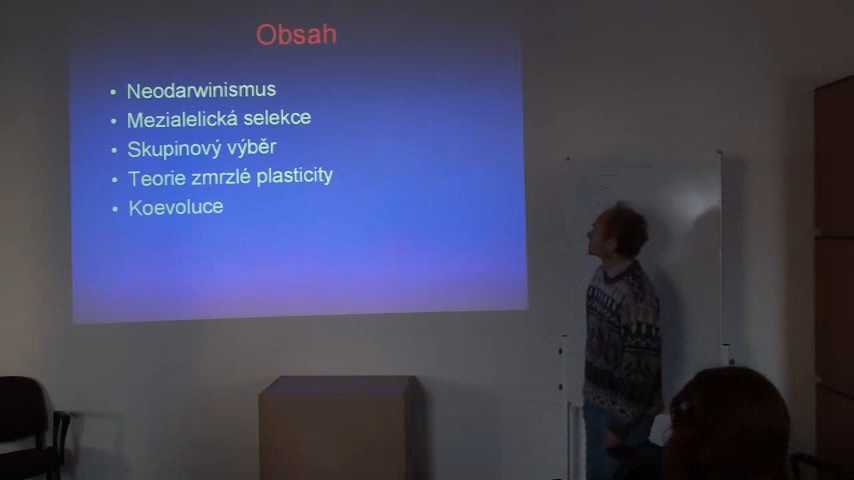 Obsah
• Neodarwinismus
• Mezialelická selekce
• Skupinový výběr
• Teorie zmrzlé plasticity
• Koevoluce